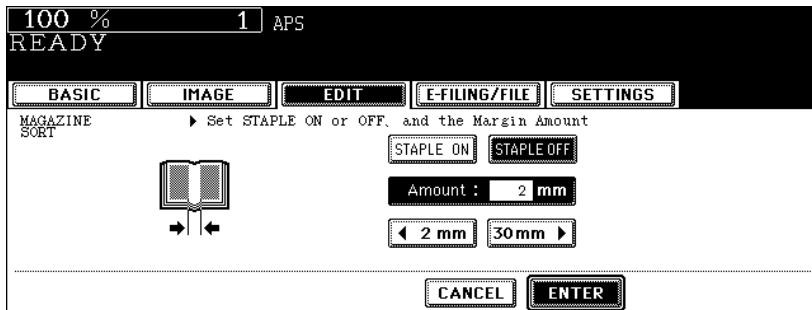 100 % 1 APS
READY
BASIC IMAGE EDIT E-FILING/FILE SETTINGS
MAGAZINE SORT
▶ Set STAPLE ON or OFF, and the Margin Amount
STAPLE ON STAPLE OFF
Amount : 2 mm
◀ 2 mm 30mm ▶
CANCEL ENTER